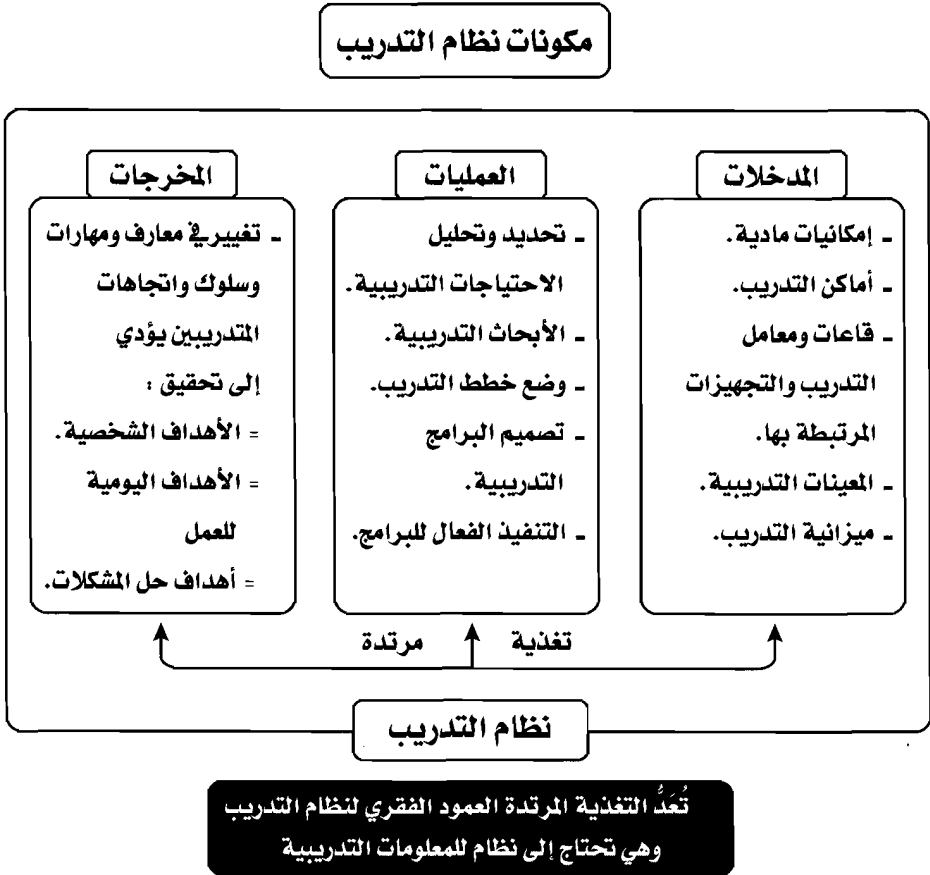 مكونات نظام التدريب
المدخلات
ـ إمكانيات مادية.
ـ أماكن التدريب.
ـ قاعات ومعامل
التدريب والتجهيزات
المرتبطة بها.
ـ المعينات التدريبية.
ـ ميزانية التدريب.
العمليات
ـ تحديد وتحليل
الاحتياجات التدريبية.
ـ الأبحاث التدريبية.
ـ وضع خطط التدريب.
ـ تصميم البرامج
التدريبية.
ـ التنفيذ الفعال للبرامج.
المخرجات
ـ تغيير في معارف ومهارات
وسلوك واتجاهات
المتدربين يؤدي
إلى تحقيق :
= الأهداف الشخصية.
= الأهداف اليومية
للعمل
= أهداف حل المشكلات.
تغذية مرتدة
نظام التدريب
تُعَدُّ التغذية المرتدة العمود الفقري لنظام التدريب
وهي تحتاج إلى نظام للمعلومات التدريبية